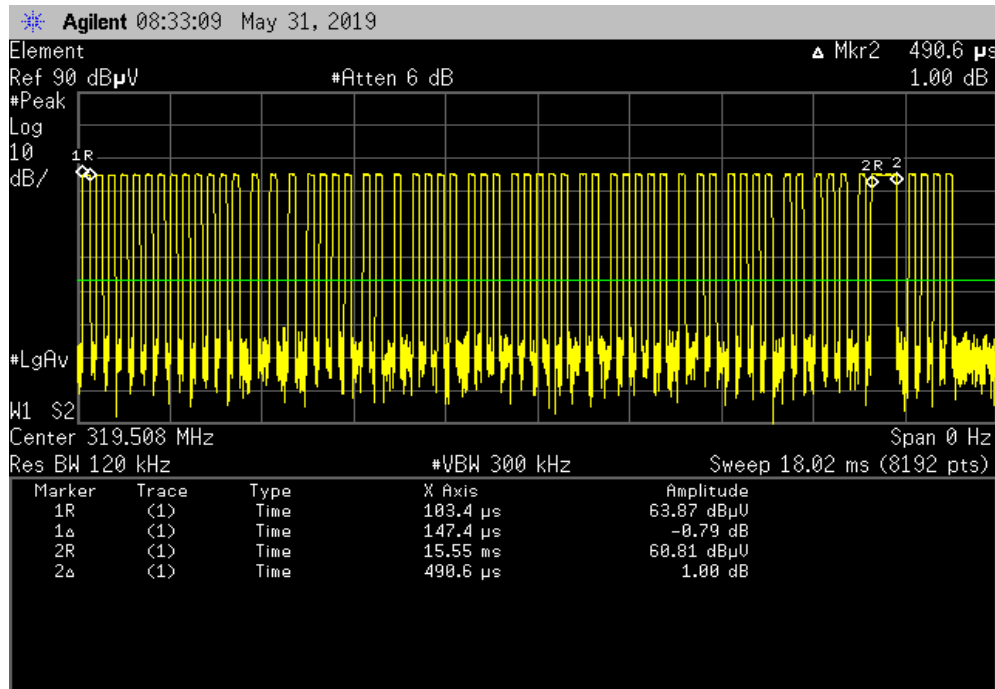 Agilent 08:33:09 May 31, 2019
Element ▵ Mkr2 490.6 µs
Ref 90 dBµV #Atten 6 dB 1.00 dB
#Peak
Log
10
dB/
1R
2R 2
#LgAv
W1 S2
Center 319.508 MHz Span 0 Hz
Res BW 120 kHz #VBW 300 kHz Sweep 18.02 ms (8192 pts)
Marker Trace Type X Axis Amplitude
1R (1) Time 103.4 µs 63.87 dBµV
1▵ (1) Time 147.4 µs -0.79 dB
2R (1) Time 15.55 ms 60.81 dBµV
2▵ (1) Time 490.6 µs 1.00 dB